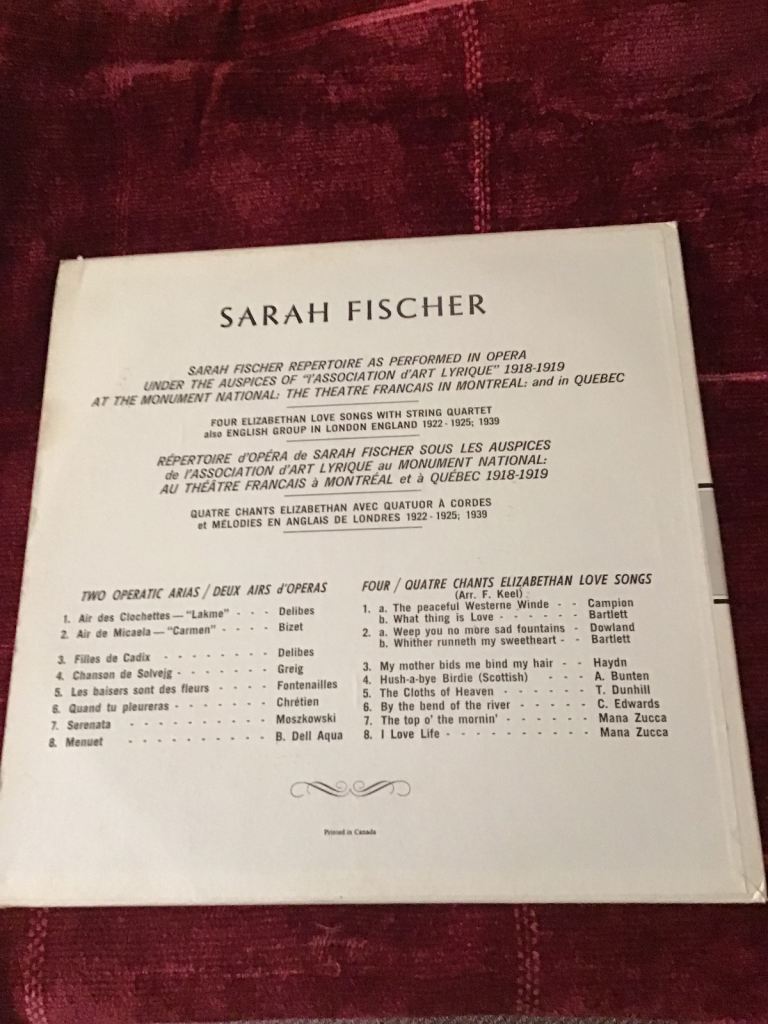 SARAH FISCHER
SARAH FISCHER REPERTOIRE AS PERFORMED IN OPERA
UNDER THE AUSPICES OF "l'ASSOCIATION d'ART LYRIQUE" 1918-1919
AT THE MONUMENT NATIONAL: THE THEATRE FRANCAIS IN MONTREAL: and in QUEBEC
FOUR ELIZABETHAN LOVE SONGS WITH STRING QUARTET
also ENGLISH GROUP IN LONDON ENGLAND 1922-1925; 1939
RÉPERTOIRE d'OPÉRA de SARAH FISCHER SOUS LES AUSPICES
de l'ASSOCIATION d'ART LYRIQUE au MONUMENT NATIONAL:
AU THÉÂTRE FRANCAIS à MONTRÉAL et à QUÉBEC 1918-1919
QUATRE CHANTS ELIZABETHAN AVEC QUATUOR À CORDES
et MÉLODIES EN ANGLAIS DE LONDRES 1922-1925; 1939
TWO OPERATIC ARIAS / DEUX AIRS d'OPERAS
1. Air des Clochettes — "Lakme" - - - Delibes
2. Air de Micaela — "Carmen" - - - - - Bizet
3. Filles de Cadix - - - - - - - - Delibes
4. Chanson de Solvejg - - - - - - - Greig
5. Les baisers sont des fleurs - - - - Fontenailles
6. Quand tu pleureras - - - - - - - Chrétien
7. Serenata - - - - - - - - - - Moszkowski
8. Menuet - - - - - - - - - - B. Dell Aqua
FOUR / QUATRE CHANTS ELIZABETHAN LOVE SONGS
(Arr. F. Keel)
1. a. The peaceful Westerne Winde - - Campion
b. What thing is Love - - - - - - Bartlett
2. a. Weep you no more sad fountains - Dowland
b. Whither runneth my sweetheart - - Bartlett
3. My mother bids me bind my hair - - Haydn
4. Hush-a-bye Birdie (Scottish) - - - A. Bunten
5. The Cloths of Heaven - - - - - - T. Dunhill
6. By the bend of the river - - - - - C. Edwards
7. The top o' the mornin' - - - - - - Mana Zucca
8. I Love Life - - - - - - - - - - Mana Zucca
Printed in Canada